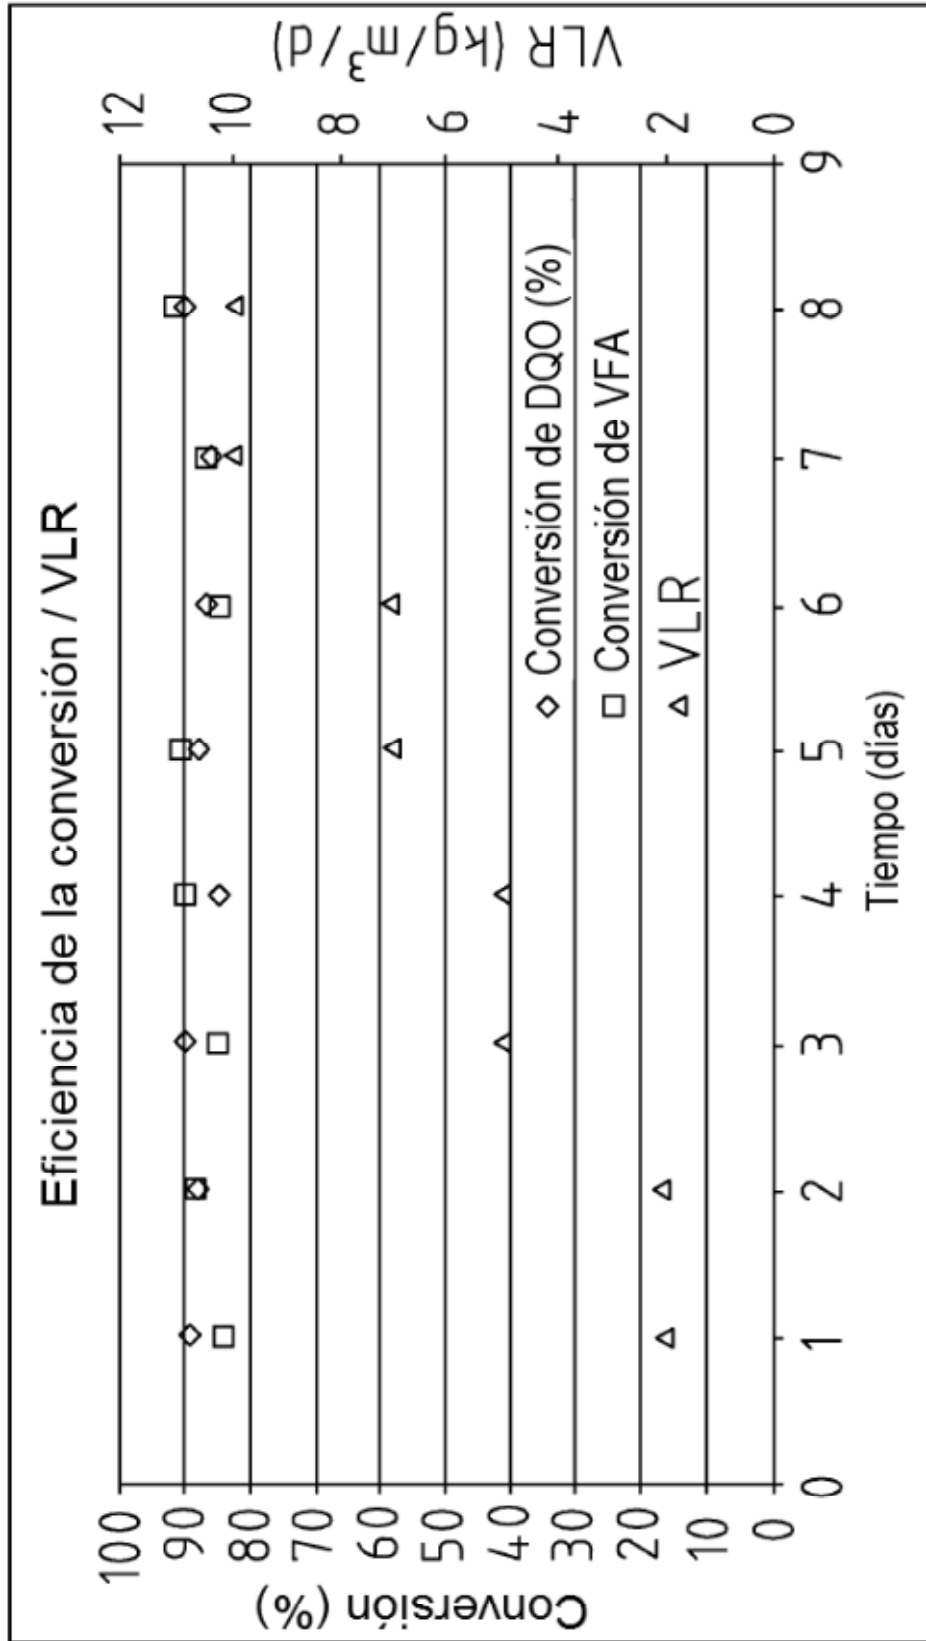 Eficiencia de la conversión / VLR
Conversión (%)
100
90
80
70
60
50
40
30
20
10
0
VLR (kg/m³/d)
12
10
8
6
4
2
0
Conversión de DQO (%)
Conversión de VFA
VLR
0 1 2 3 4 5 6 7 8 9
Tiempo (días)